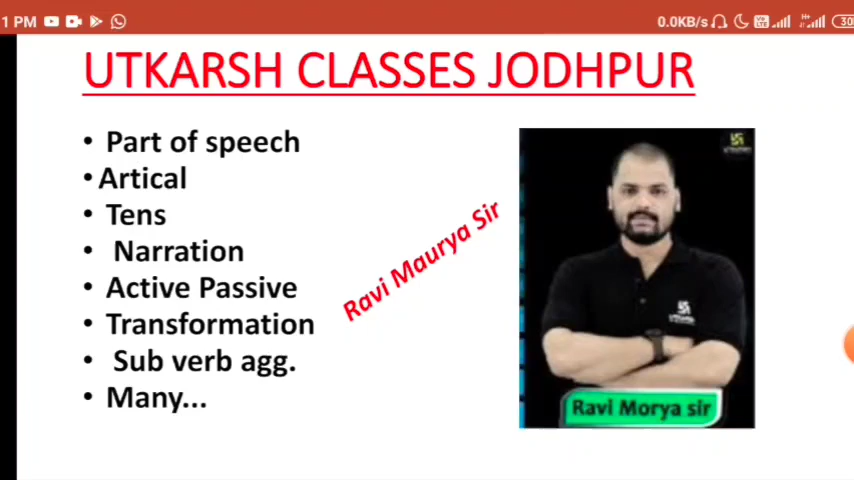 1 PM
0.0KB/s
30
UTKARSH CLASSES JODHPUR
• Part of speech
• Artical
• Tens
• Narration
• Active Passive
• Transformation
• Sub verb agg.
• Many...
Ravi Maurya Sir
Ravi Morya sir